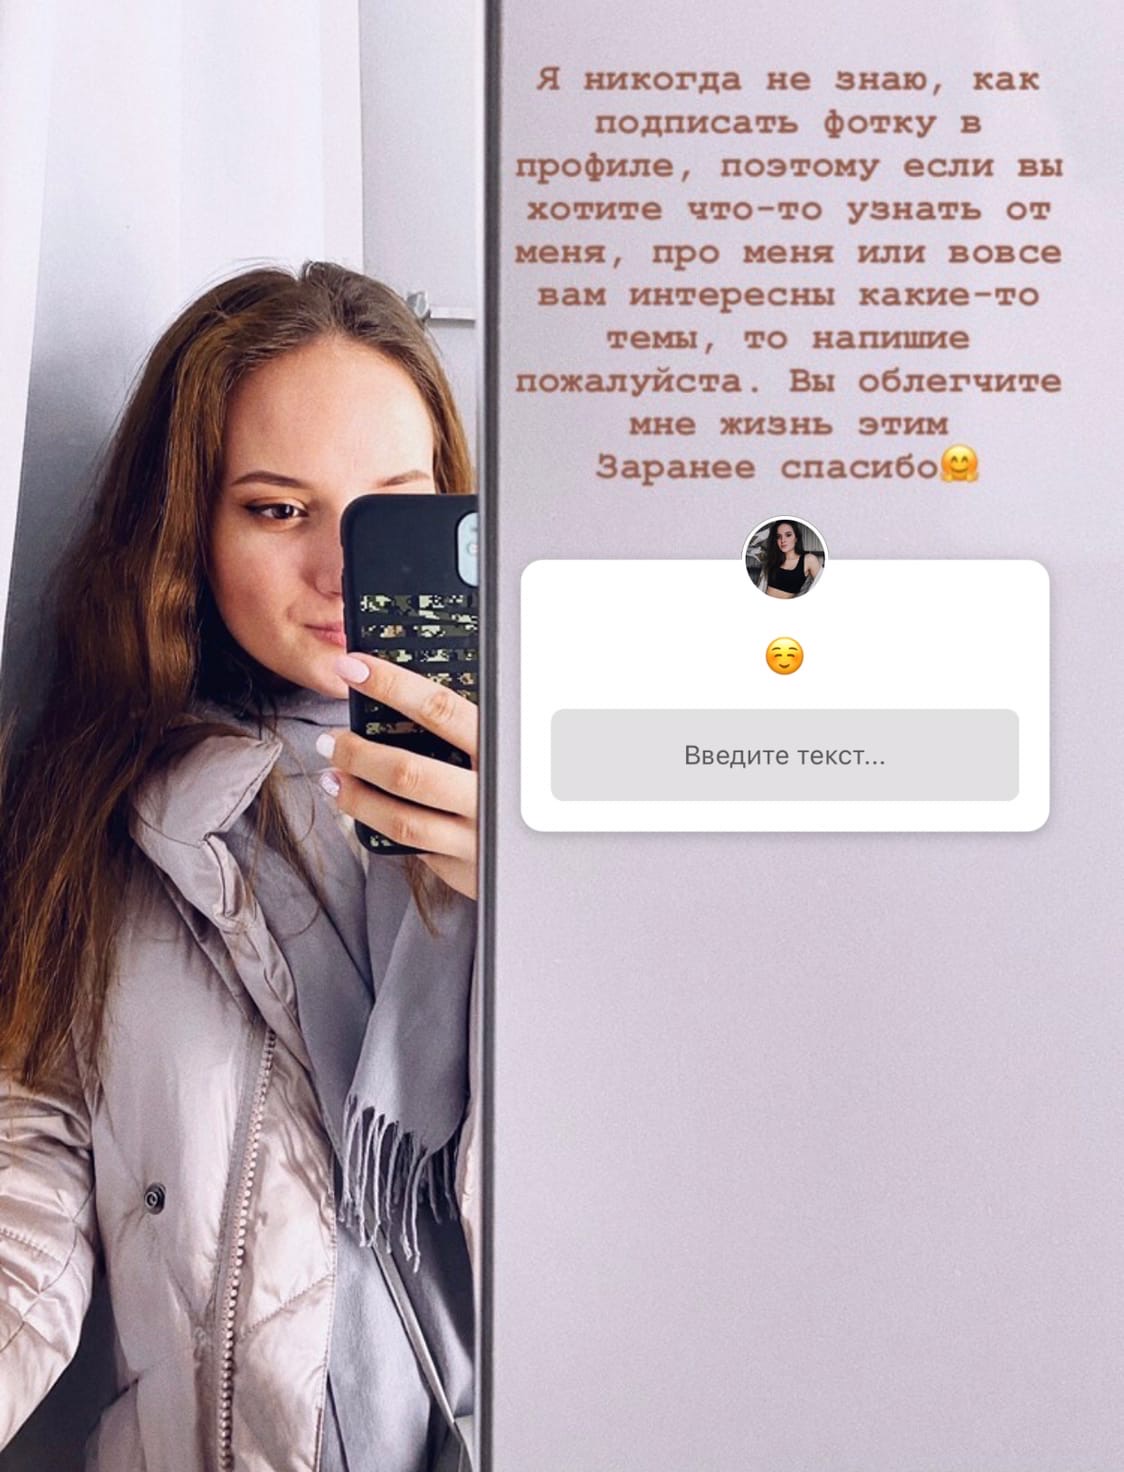 Я никогда не знаю, как
подписать фотку в
профиле, поэтому если вы
хотите что-то узнать от
меня, про меня или вовсе
вам интересны какие-то
темы, то напишие
пожалуйста. Вы облегчите
мне жизнь этим
Заранее спасибо🤗
☺️
Введите текст...